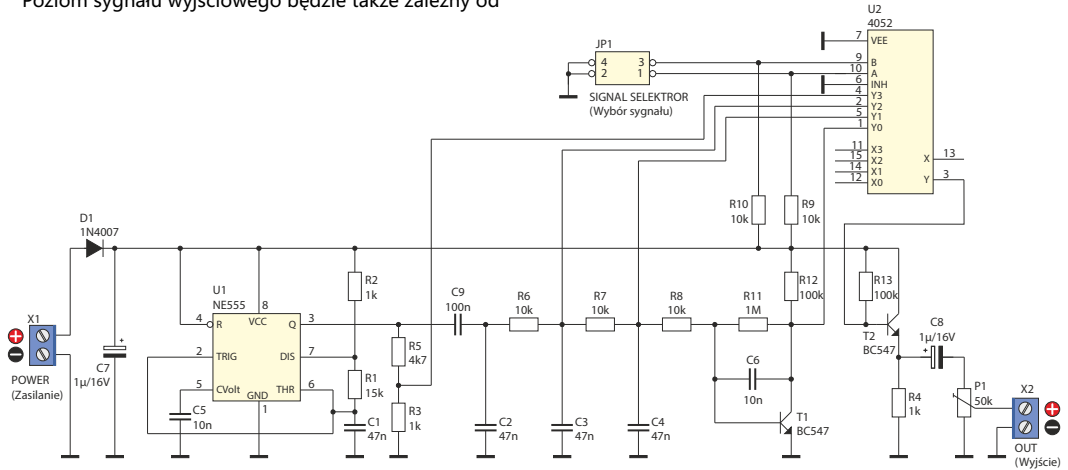 Poziom sygnału wyjściowego będzie także zależny od
U2
4052
7 VEE
9 B
10 A
6 INH
4 Y3
2 Y2
5 Y1
1 Y0
11 X3
15 X2
14 X1
12 X0
X 13
Y 3
JP1
4 3
2 1
SIGNAL SELEKTROR
(Wybór sygnału)
R10
10k
R9
10k
D1
1N4007
R2
1k
R12
100k
R13
100k
U1
NE555
8
4 R
VCC
Q 3
2 TRIG
DIS 7
5 CVolt
THR 6
GND
1
C9
100n
R6
10k
R7
10k
R8
10k
R11
1M
X1
POWER
(Zasilanie)
+
C7
1µ/16V
C5
10n
R5
4k7
R1
15k
R3
1k
C1
47n
C2
47n
C3
47n
C4
47n
C6
10n
T1
BC547
T2
BC547
+
C8
1µ/16V
R4
1k
P1
50k
X2
OUT
(Wyjście)